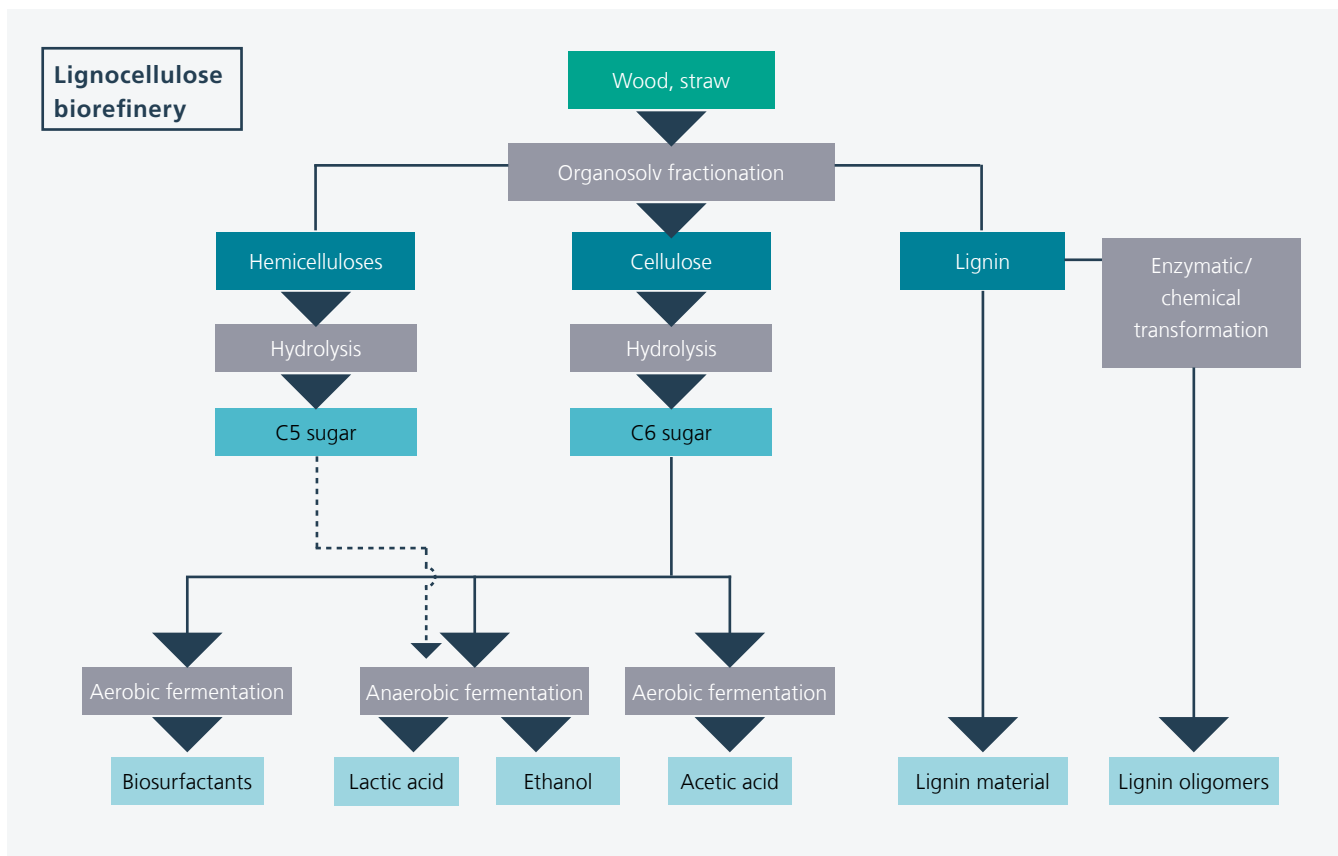 Lignocellulose
biorefinery
Wood, straw
Organosolv fractionation
Hemicelluloses
Cellulose
Lignin
Enzymatic/
chemical
transformation
Hydrolysis
Hydrolysis
C5 sugar
C6 sugar
Aerobic fermentation
Anaerobic fermentation
Aerobic fermentation
Biosurfactants
Lactic acid
Ethanol
Acetic acid
Lignin material
Lignin oligomers